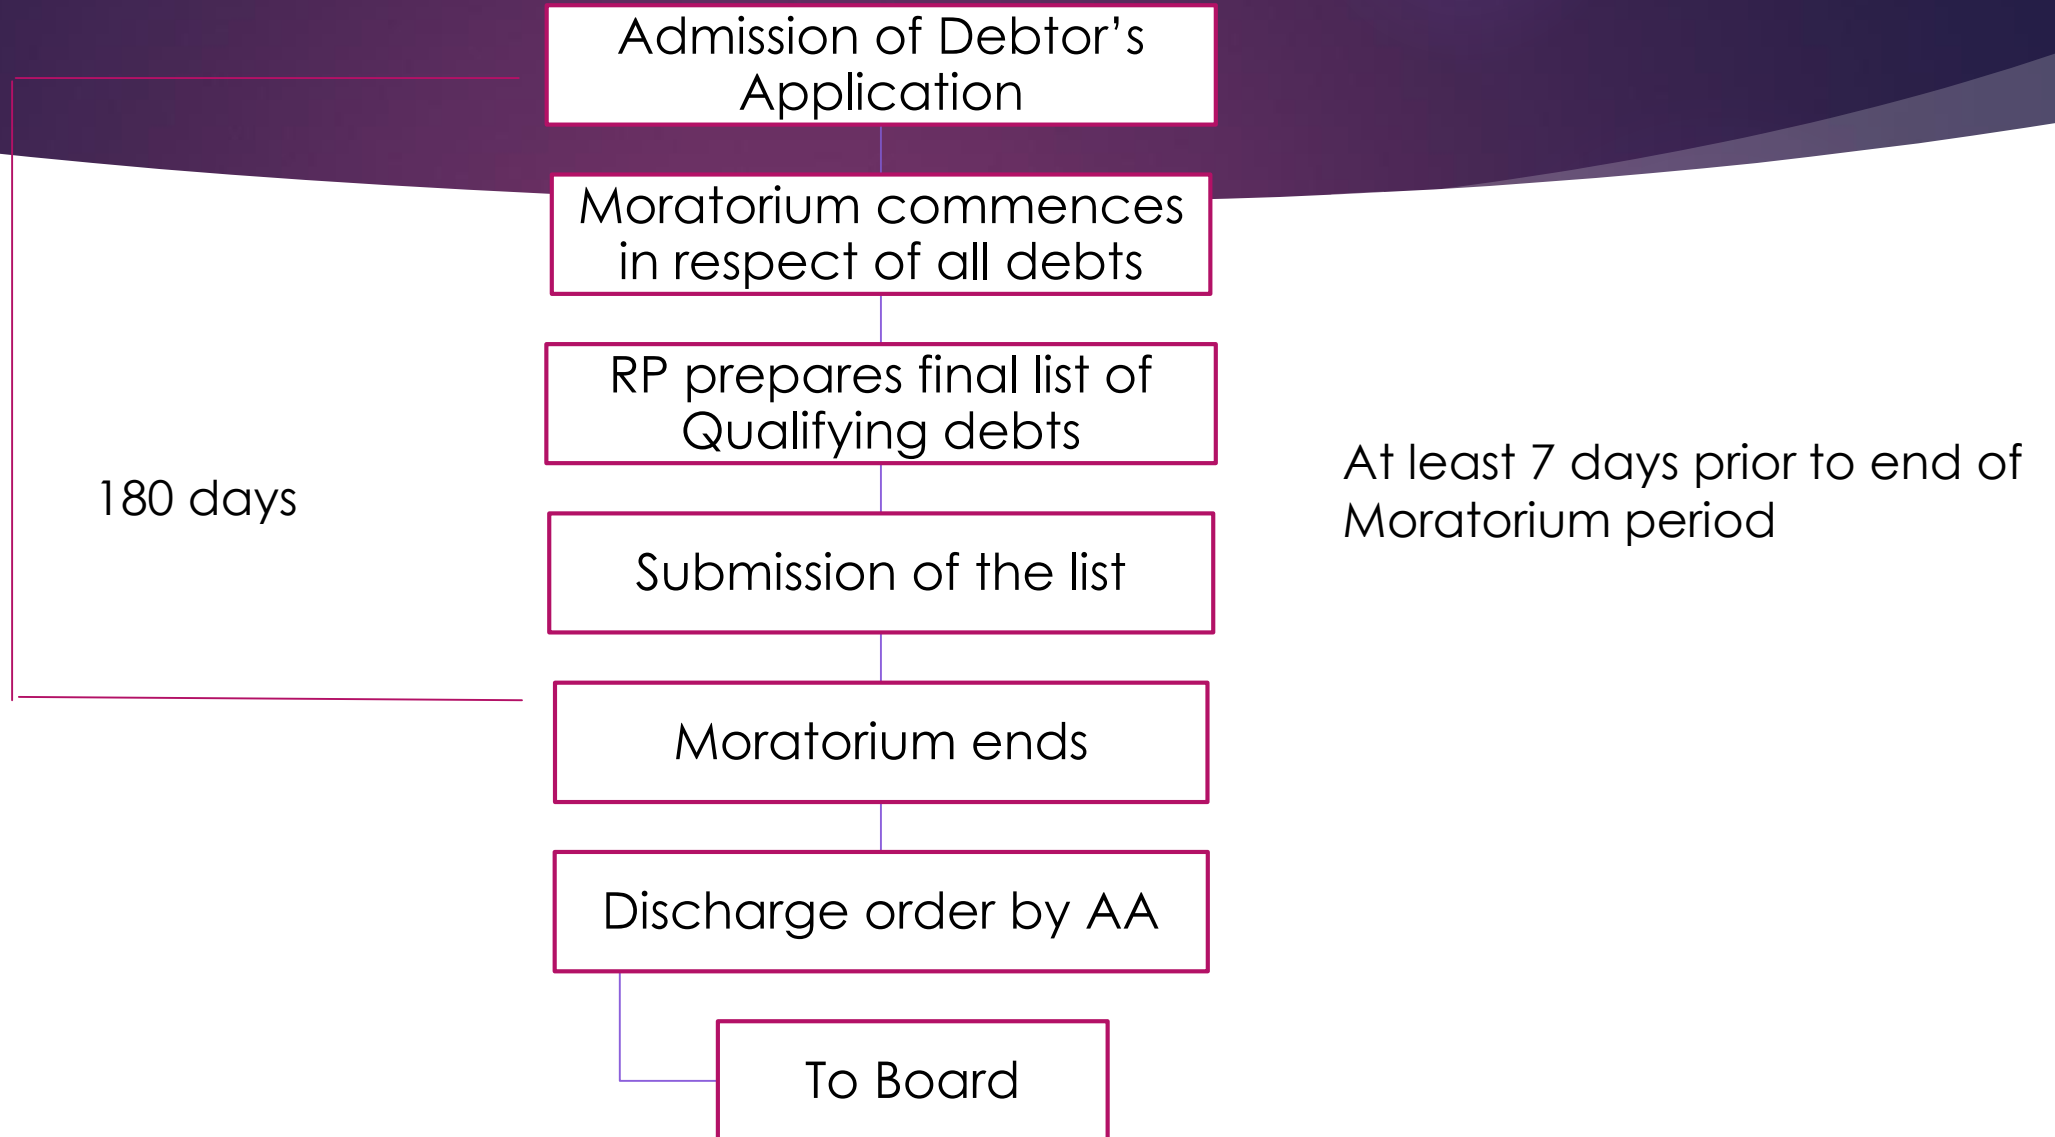 Admission of Debtor’s
Application
Moratorium commences
in respect of all debts
RP prepares final list of
Qualifying debts
180 days
At least 7 days prior to end of
Moratorium period
Submission of the list
Moratorium ends
Discharge order by AA
To Board